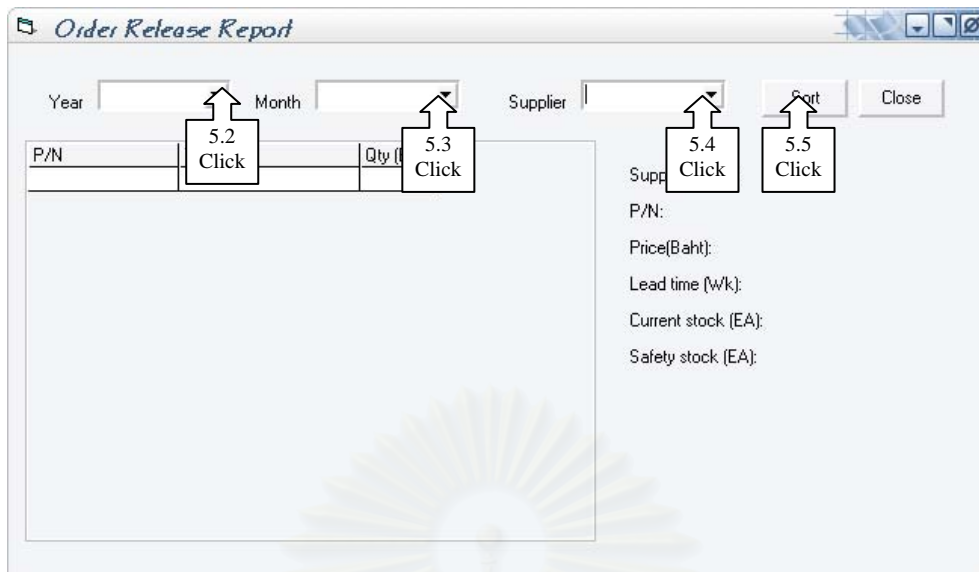 Order Release Report
Year Month Supplier Sort Close
5.2 Click
5.3 Click
5.4 Click
5.5 Click
P/N Qty (
Supp
P/N:
Price(Baht):
Lead time (Wk):
Current stock (EA):
Safety stock (EA):